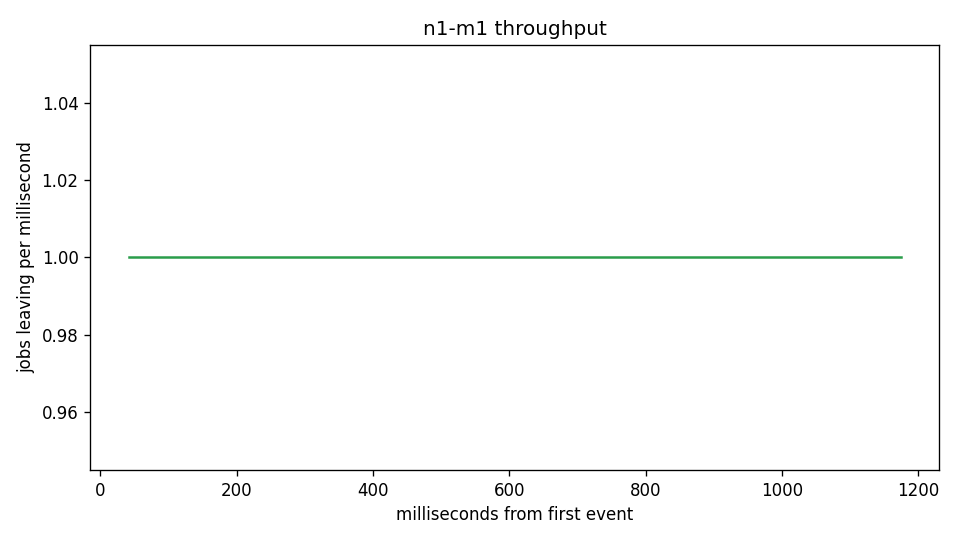 n1-m1 throughput
jobs leaving per millisecond
1.04
1.02
1.00
0.98
0.96
0 200 400 600 800 1000 1200
milliseconds from first event